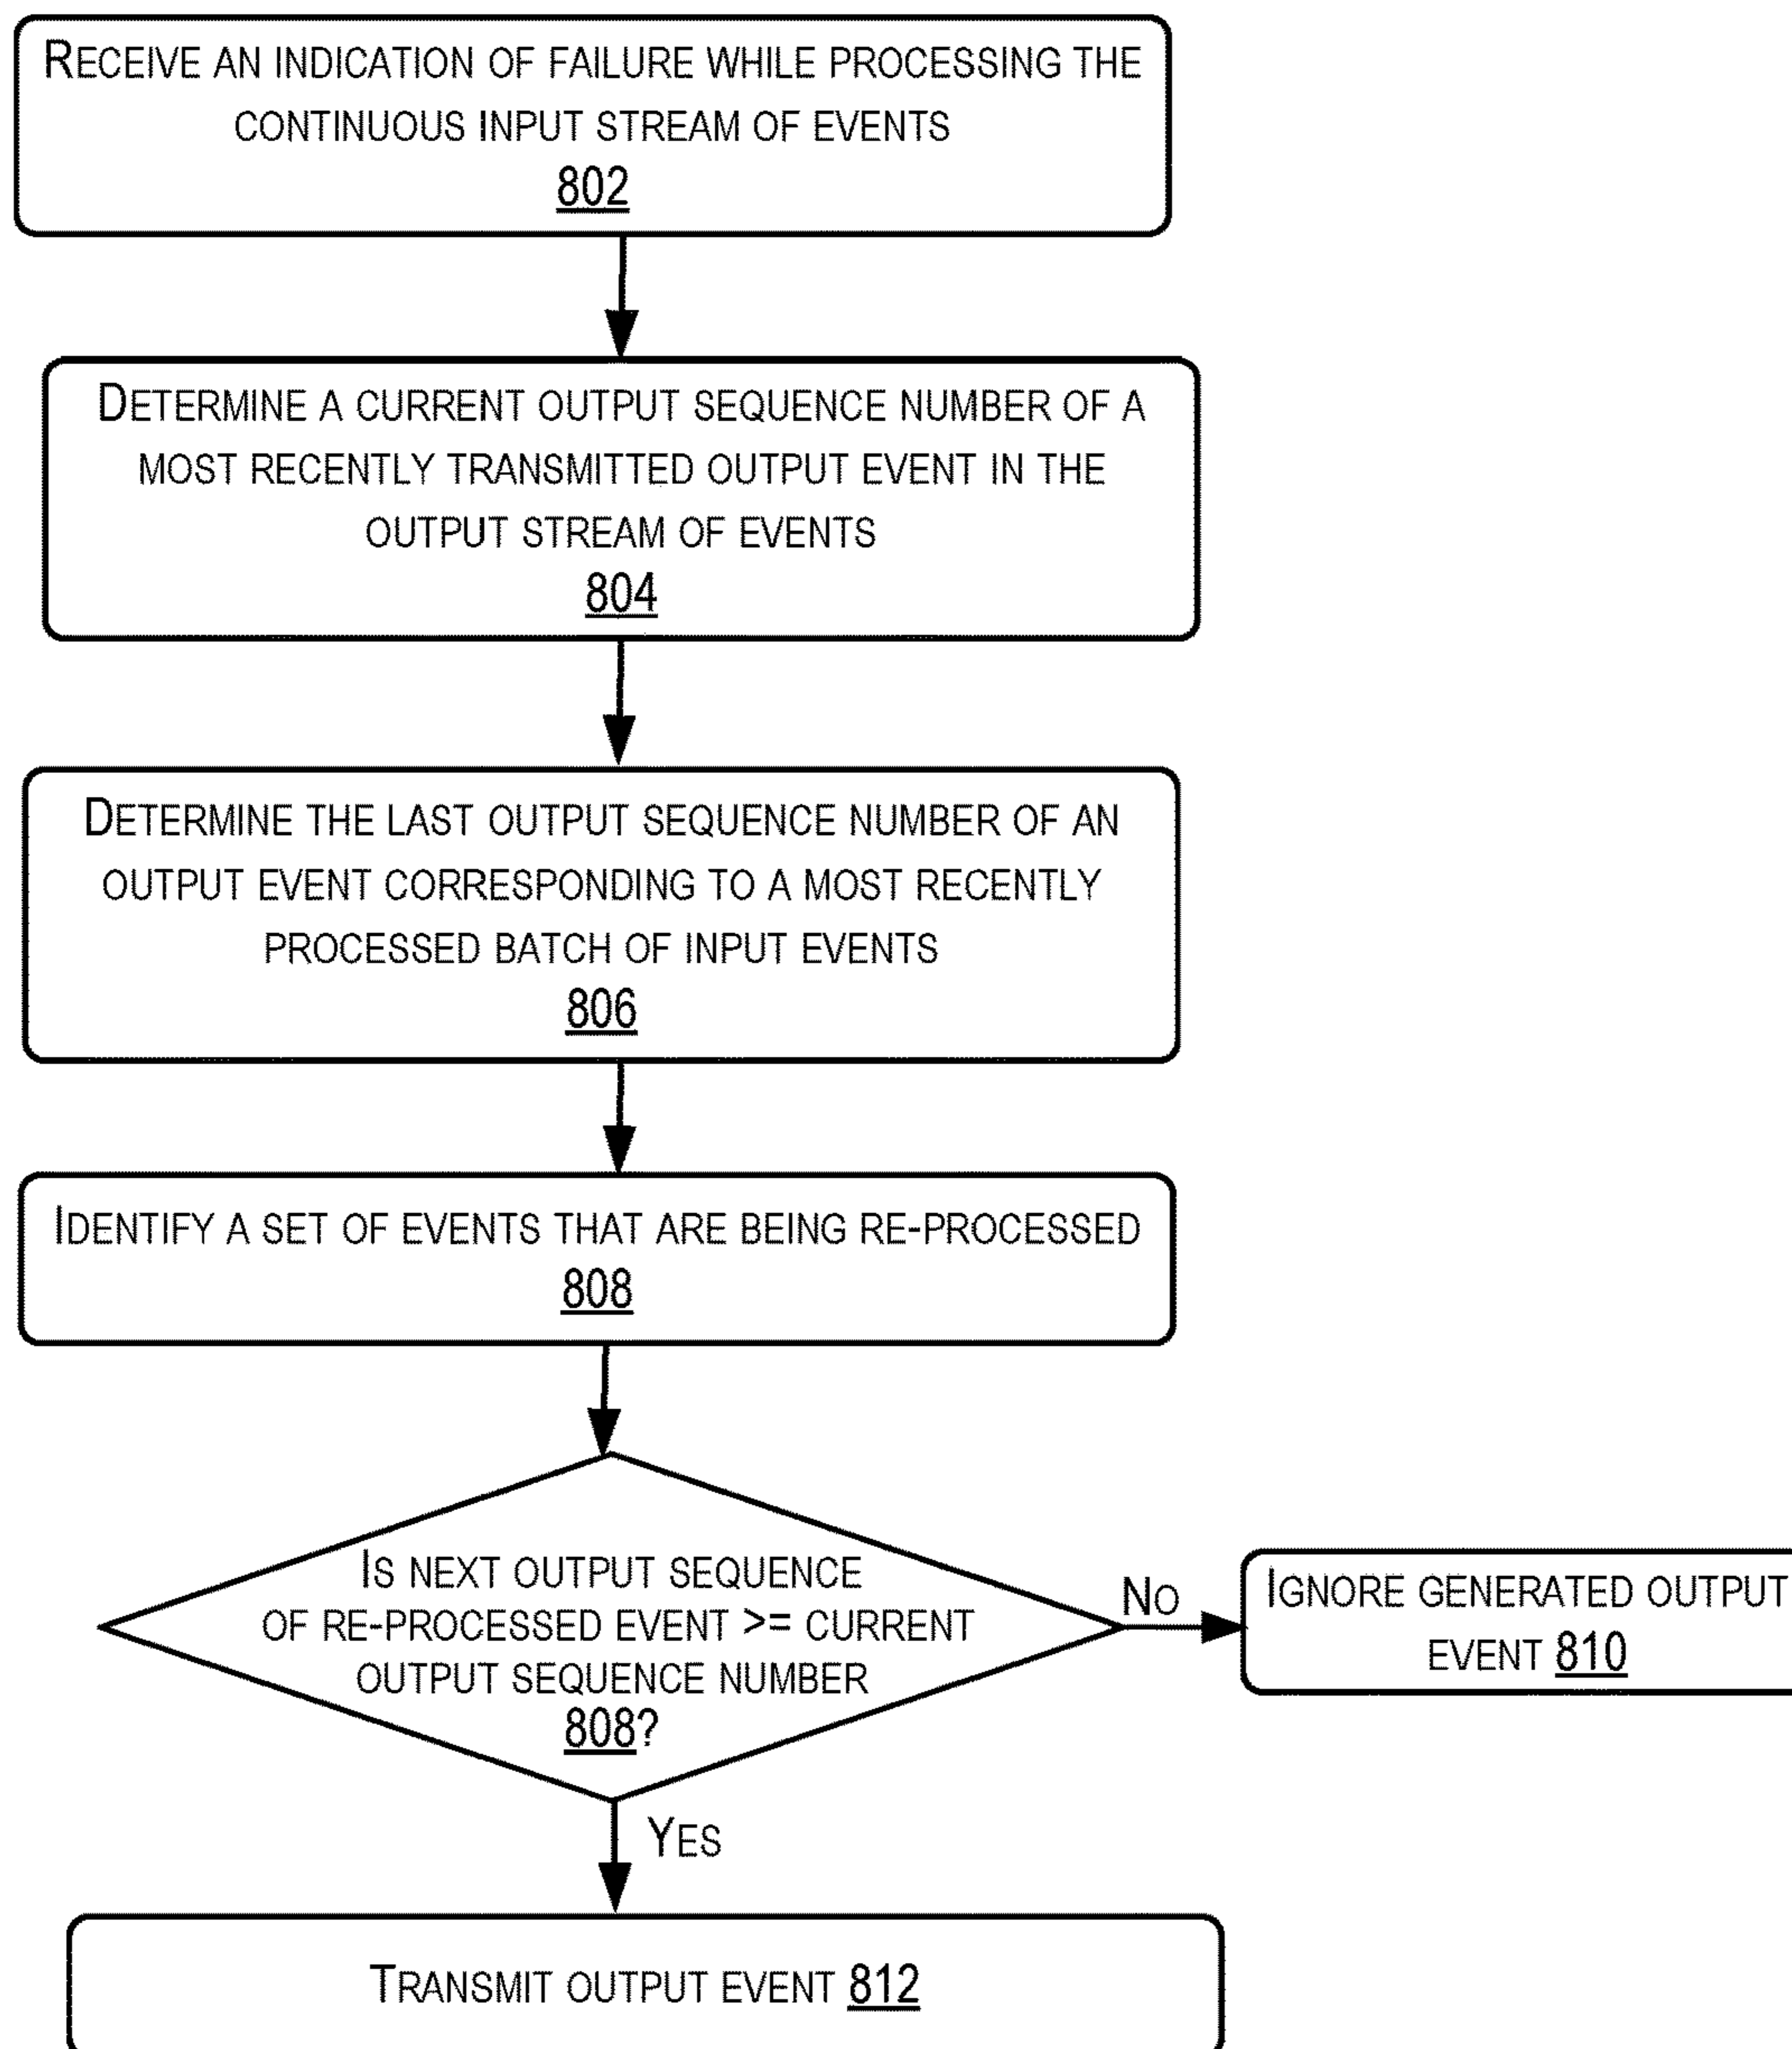 RECEIVE AN INDICATION OF FAILURE WHILE PROCESSING THE
CONTINUOUS INPUT STREAM OF EVENTS
802
DETERMINE A CURRENT OUTPUT SEQUENCE NUMBER OF A
MOST RECENTLY TRANSMITTED OUTPUT EVENT IN THE
OUTPUT STREAM OF EVENTS
804
DETERMINE THE LAST OUTPUT SEQUENCE NUMBER OF AN
OUTPUT EVENT CORRESPONDING TO A MOST RECENTLY
PROCESSED BATCH OF INPUT EVENTS
806
IDENTIFY A SET OF EVENTS THAT ARE BEING RE-PROCESSED
808
IS NEXT OUTPUT SEQUENCE
OF RE-PROCESSED EVENT >= CURRENT
OUTPUT SEQUENCE NUMBER
808?
NO
IGNORE GENERATED OUTPUT
EVENT 810
YES
TRANSMIT OUTPUT EVENT 812